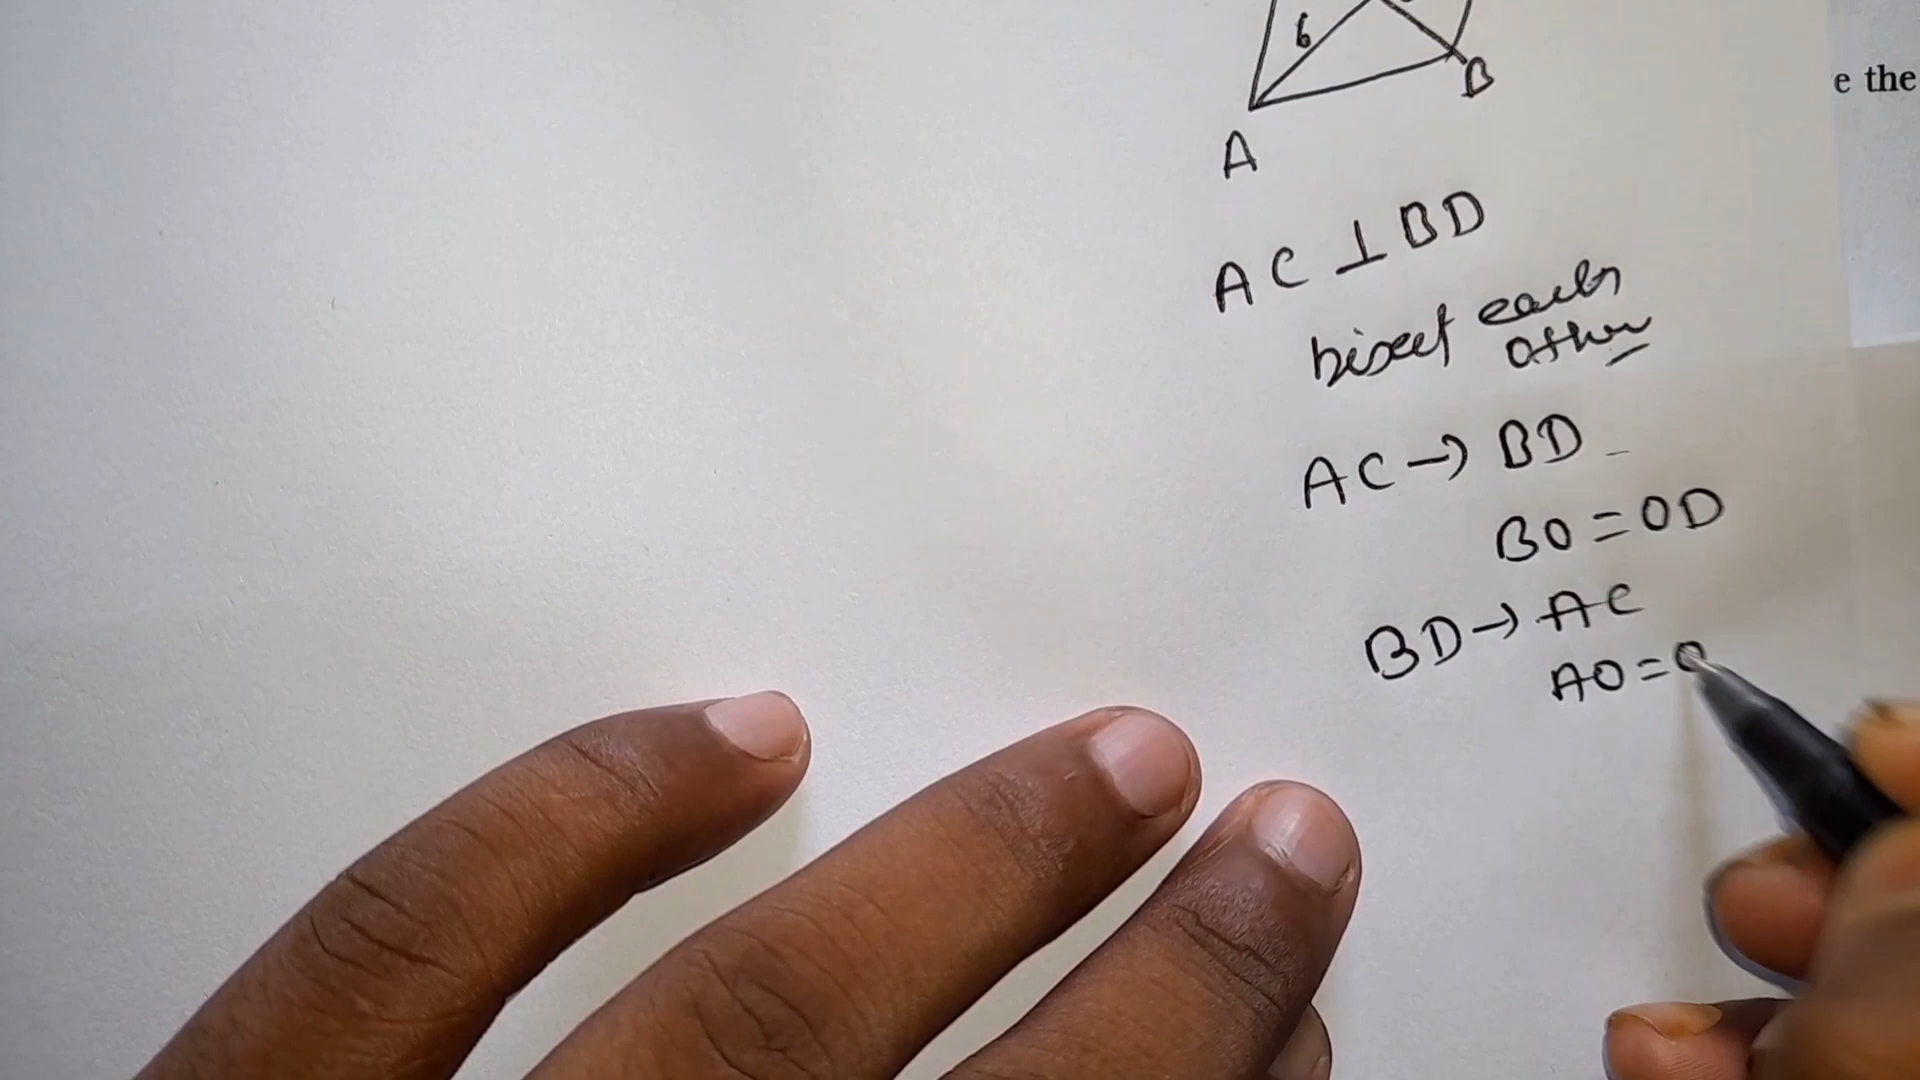 6
B
e the
A
AC ⊥ BD
bisect each
other
AC → BD
BO = OD
BD → AC
AO = O